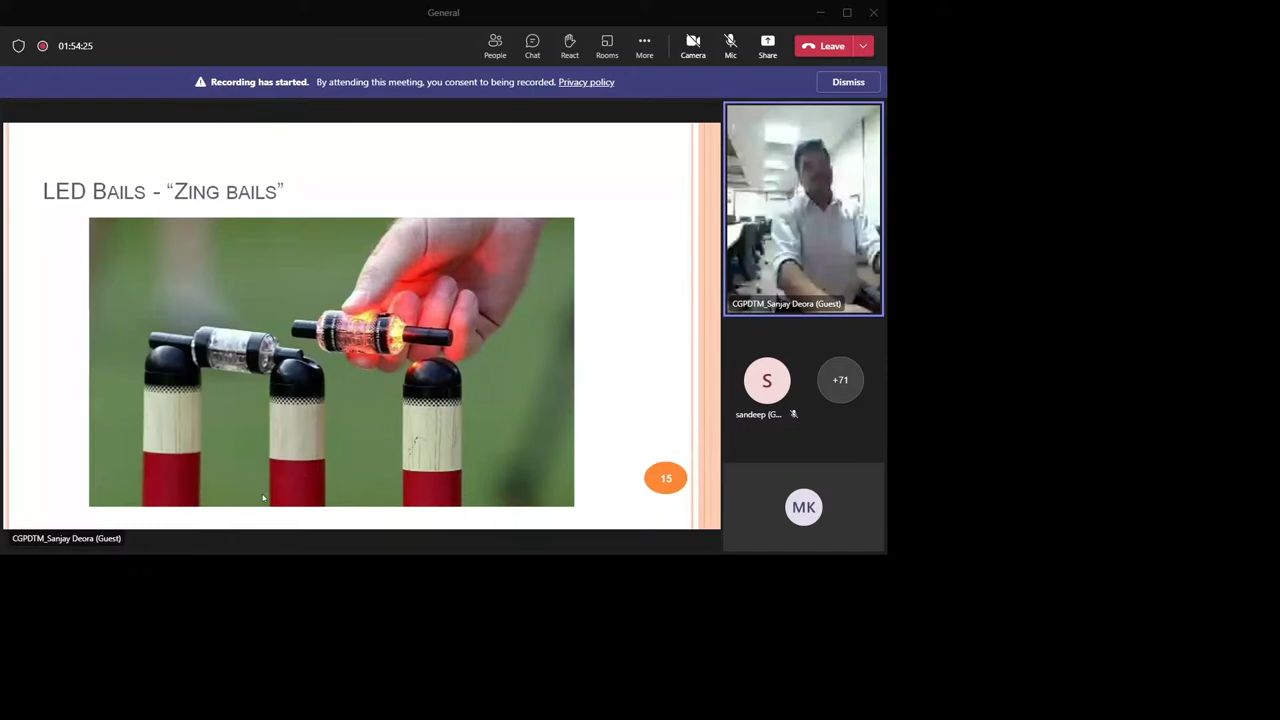 General
01:54:25
People
Chat
React
Rooms
More
Camera
Mic
Share
Leave
Recording has started. By attending this meeting, you consent to being recorded. Privacy policy
Dismiss
LED BAILS - “ZING BAILS”
15
CGPDTM_Sanjay Deora (Guest)
CGPDTM_Sanjay Deora (Guest)
S
+71
sandeep (G...
MK